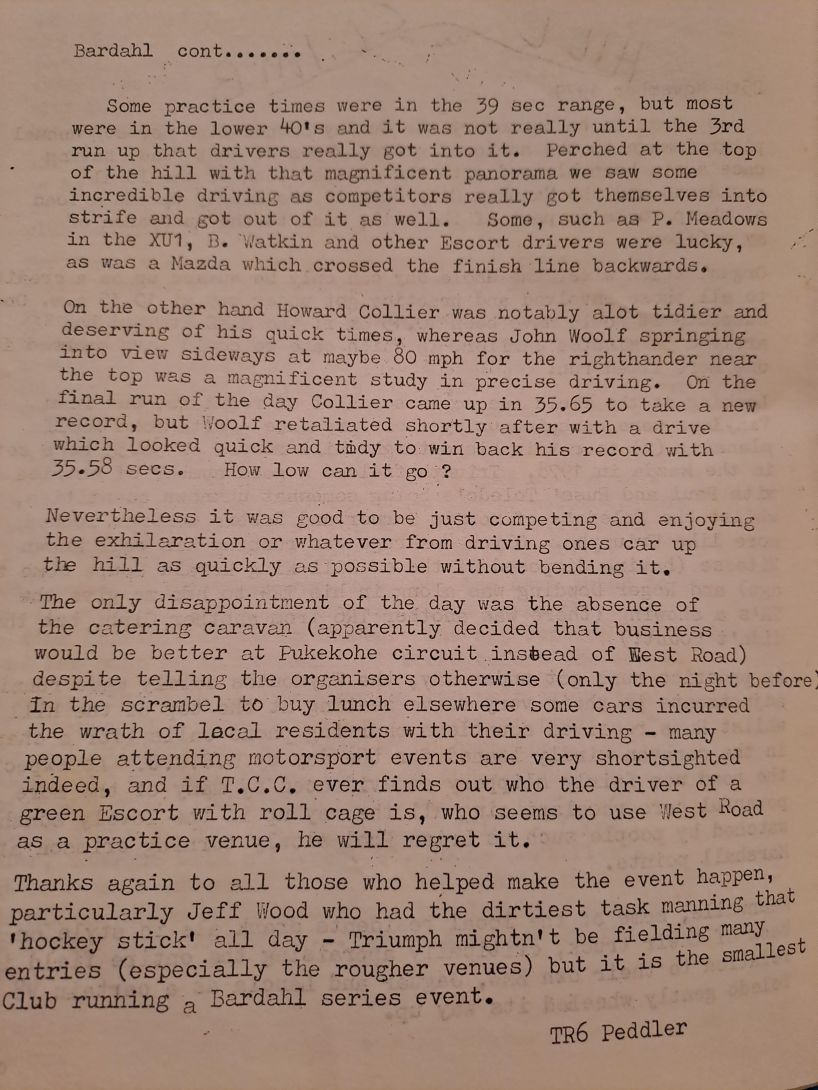 Bardahl cont.......
Some practice times were in the 39 sec range, but most
were in the lower 40's and it was not really until the 3rd
run up that drivers really got into it. Perched at the top
of the hill with that magnificent panorama we saw some
incredible driving as competitors really got themselves into
strife and got out of it as well. Some, such as P. Meadows
in the XU1, B. Watkin and other Escort drivers were lucky,
as was a Mazda which crossed the finish line backwards.
On the other hand Howard Collier was notably alot tidier and
deserving of his quick times, whereas John Woolf springing
into view sideways at maybe 80 mph for the righthander near
the top was a magnificent study in precise driving. On the
final run of the day Collier came up in 35.65 to take a new
record, but Woolf retaliated shortly after with a drive
which looked quick and tidy to win back his record with
35.58 secs. How low can it go ?
Nevertheless it was good to be just competing and enjoying
the exhilaration or whatever from driving ones car up
the hill as quickly as possible without bending it.
The only disappointment of the day was the absence of
the catering caravan (apparently decided that business
would be better at Pukekohe circuit instead of West Road)
despite telling the organisers otherwise (only the night before)
In the scrambel to buy lunch elsewhere some cars incurred
the wrath of local residents with their driving - many
people attending motorsport events are very shortsighted
indeed, and if T.C.C. ever finds out who the driver of a
green Escort with roll cage is, who seems to use West Road
as a practice venue, he will regret it.
Thanks again to all those who helped make the event happen,
particularly Jeff Wood who had the dirtiest task manning that
'hockey stick' all day - Triumph mightn't be fielding many
entries (especially the rougher venues) but it is the smallest
Club running a Bardahl series event.
TR6 Peddler